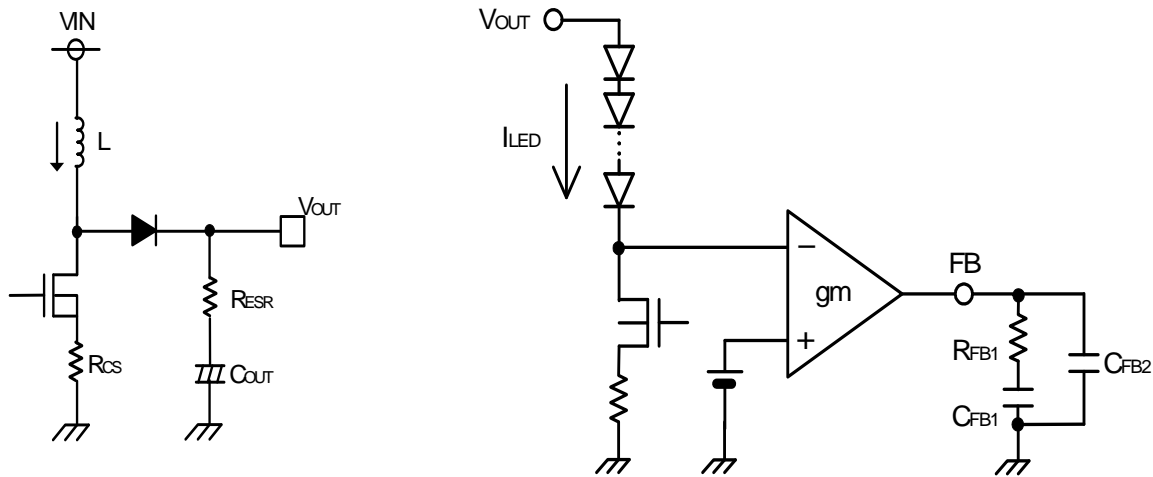 VIN
L
VOUT
RESR
RCS
COUT
VOUT
ILED
−
gm
+
FB
RFB1
CFB2
CFB1